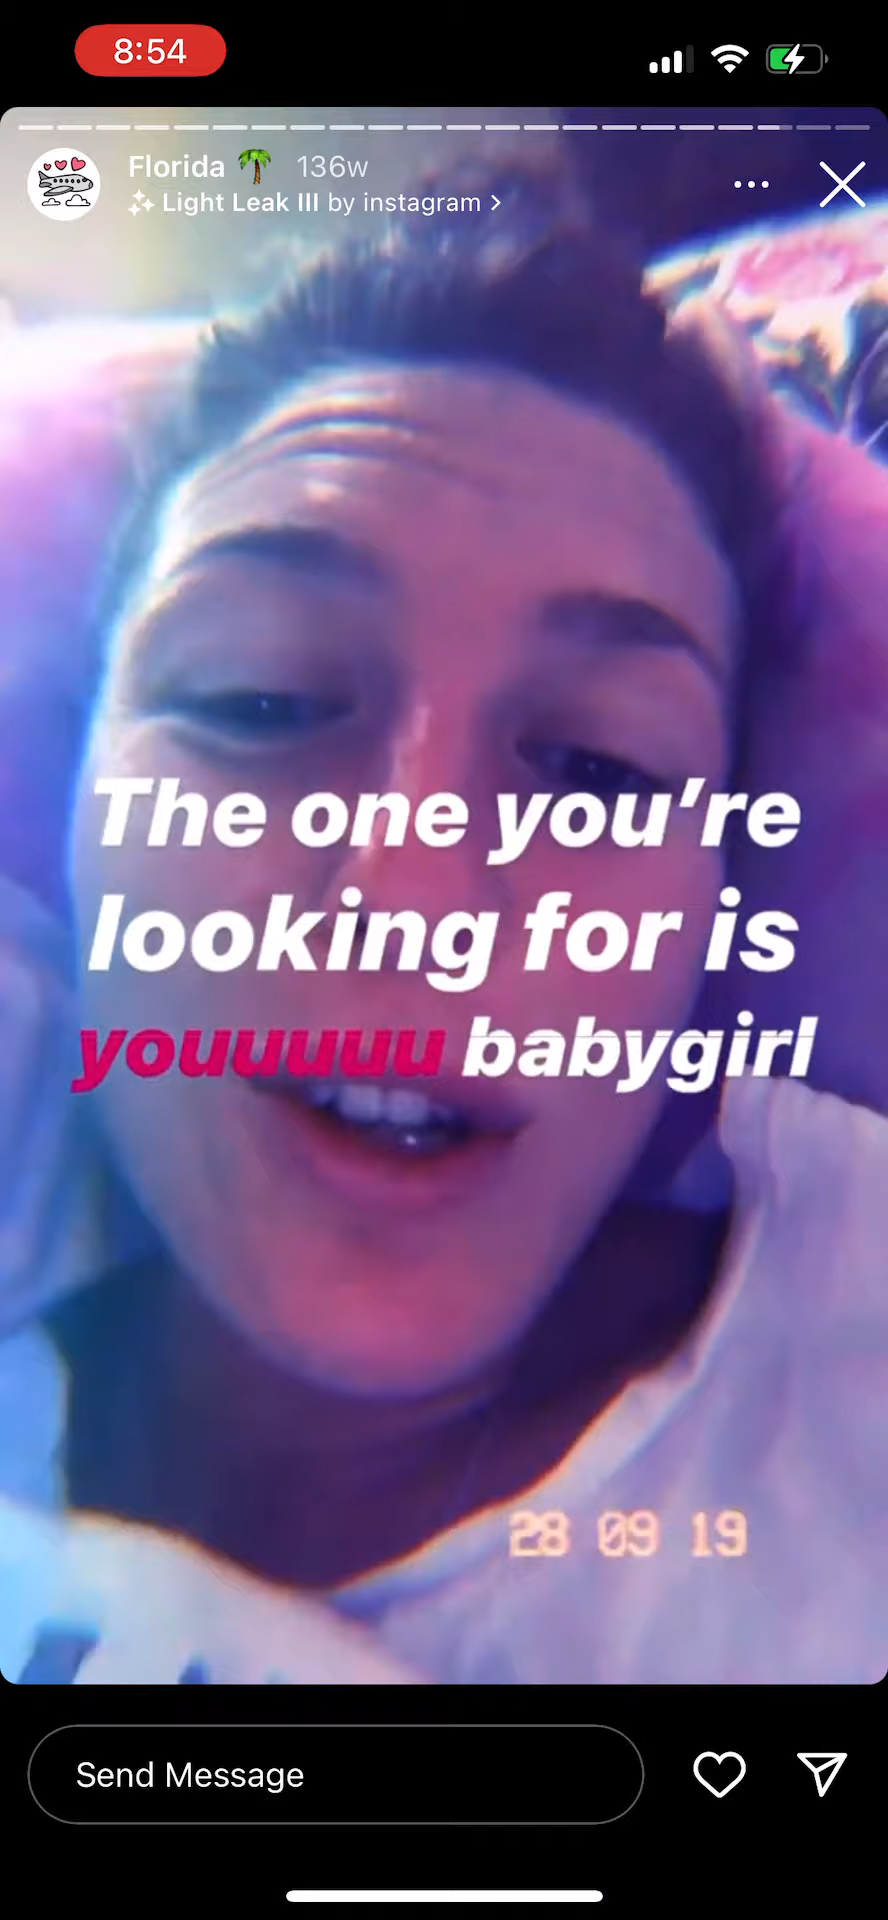 8:54
Florida 🌴 136w
Light Leak III by instagram
The one you're
looking for is
youuuuu babygirl
28 09 19
Send Message